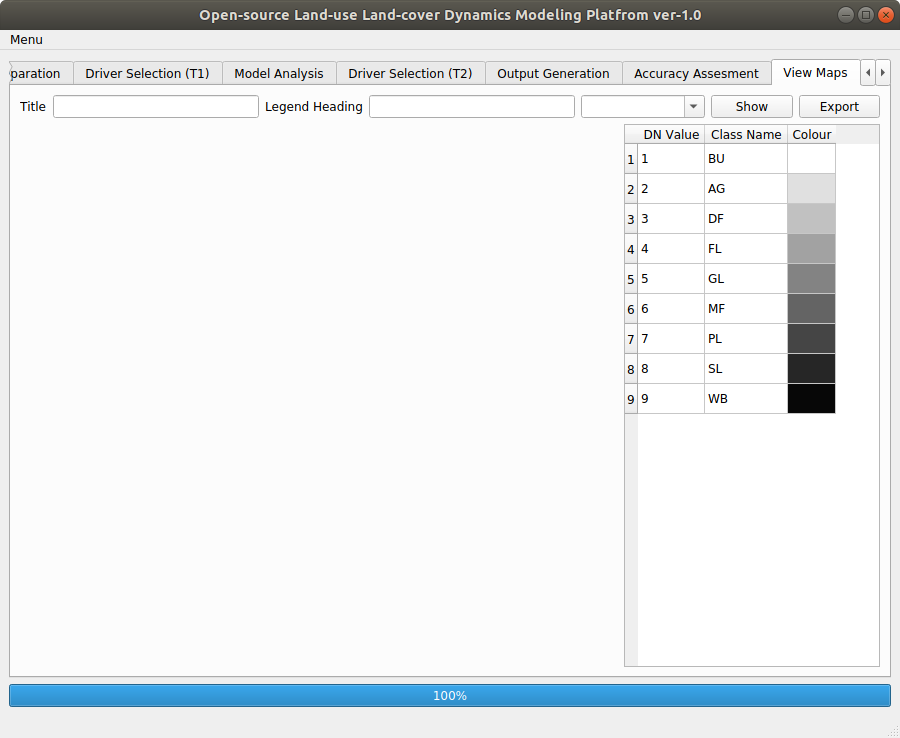 Open-source Land-use Land-cover Dynamics Modeling Platfrom ver-1.0
Menu
paration Driver Selection (T1) Model Analysis Driver Selection (T2) Output Generation Accuracy Assesment View Maps
Title Legend Heading Show Export
DN Value Class Name Colour
1 1 BU
2 2 AG
3 3 DF
4 4 FL
5 5 GL
6 6 MF
7 7 PL
8 8 SL
9 9 WB
100%